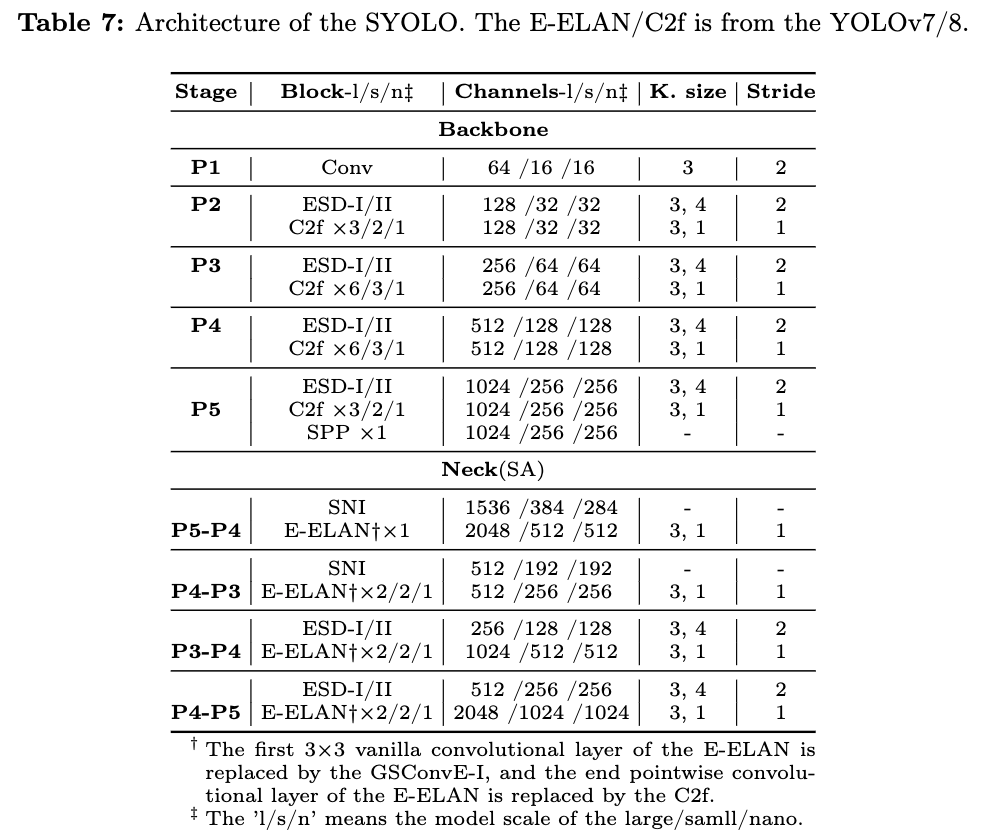 Table 7: Architecture of the SYOLO. The E-ELAN/C2f is from the YOLOv7/8.
Stage | Block-l/s/n‡ | Channels-l/s/n‡ | K. size | Stride
Backbone
P1 | Conv | 64 /16 /16 | 3 | 2
P2 | ESD-I/II | 128 /32 /32 | 3, 4 | 2
| C2f ×3/2/1 | 128 /32 /32 | 3, 1 | 1
P3 | ESD-I/II | 256 /64 /64 | 3, 4 | 2
| C2f ×6/3/1 | 256 /64 /64 | 3, 1 | 1
P4 | ESD-I/II | 512 /128 /128 | 3, 4 | 2
| C2f ×6/3/1 | 512 /128 /128 | 3, 1 | 1
| ESD-I/II | 1024 /256 /256 | 3, 4 | 2
P5 | C2f ×3/2/1 | 1024 /256 /256 | 3, 1 | 1
| SPP ×1 | 1024 /256 /256 | - | -
Neck(SA)
| SNI | 1536 /384 /284 | - | -
P5-P4 | E-ELAN†×1 | 2048 /512 /512 | 3, 1 | 1
| SNI | 512 /192 /192 | - | -
P4-P3 | E-ELAN†×2/2/1 | 512 /256 /256 | 3, 1 | 1
| ESD-I/II | 256 /128 /128 | 3, 4 | 2
P3-P4 | E-ELAN†×2/2/1 | 1024 /512 /512 | 3, 1 | 1
| ESD-I/II | 512 /256 /256 | 3, 4 | 2
P4-P5 | E-ELAN†×2/2/1 | 2048 /1024 /1024 | 3, 1 | 1
† The first 3×3 vanilla convolutional layer of the E-ELAN is
replaced by the GSConvE-I, and the end pointwise convolu-
tional layer of the E-ELAN is replaced by the C2f.
‡ The 'l/s/n' means the model scale of the large/samll/nano.